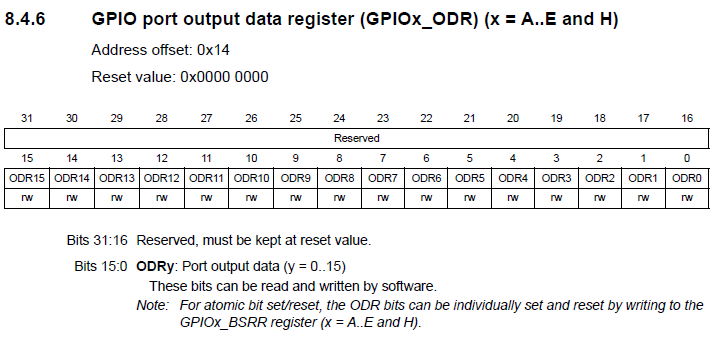 8.4.6 GPIO port output data register (GPIOx_ODR) (x = A..E and H)
Address offset: 0x14
Reset value: 0x0000 0000
31 30 29 28 27 26 25 24 23 22 21 20 19 18 17 16
Reserved
15 14 13 12 11 10 9 8 7 6 5 4 3 2 1 0
ODR15 ODR14 ODR13 ODR12 ODR11 ODR10 ODR9 ODR8 ODR7 ODR6 ODR5 ODR4 ODR3 ODR2 ODR1 ODR0
rw rw rw rw rw rw rw rw rw rw rw rw rw rw rw rw
Bits 31:16 Reserved, must be kept at reset value.
Bits 15:0 ODRy: Port output data (y = 0..15)
These bits can be read and written by software.
Note: For atomic bit set/reset, the ODR bits can be individually set and reset by writing to the
GPIOx_BSRR register (x = A..E and H).